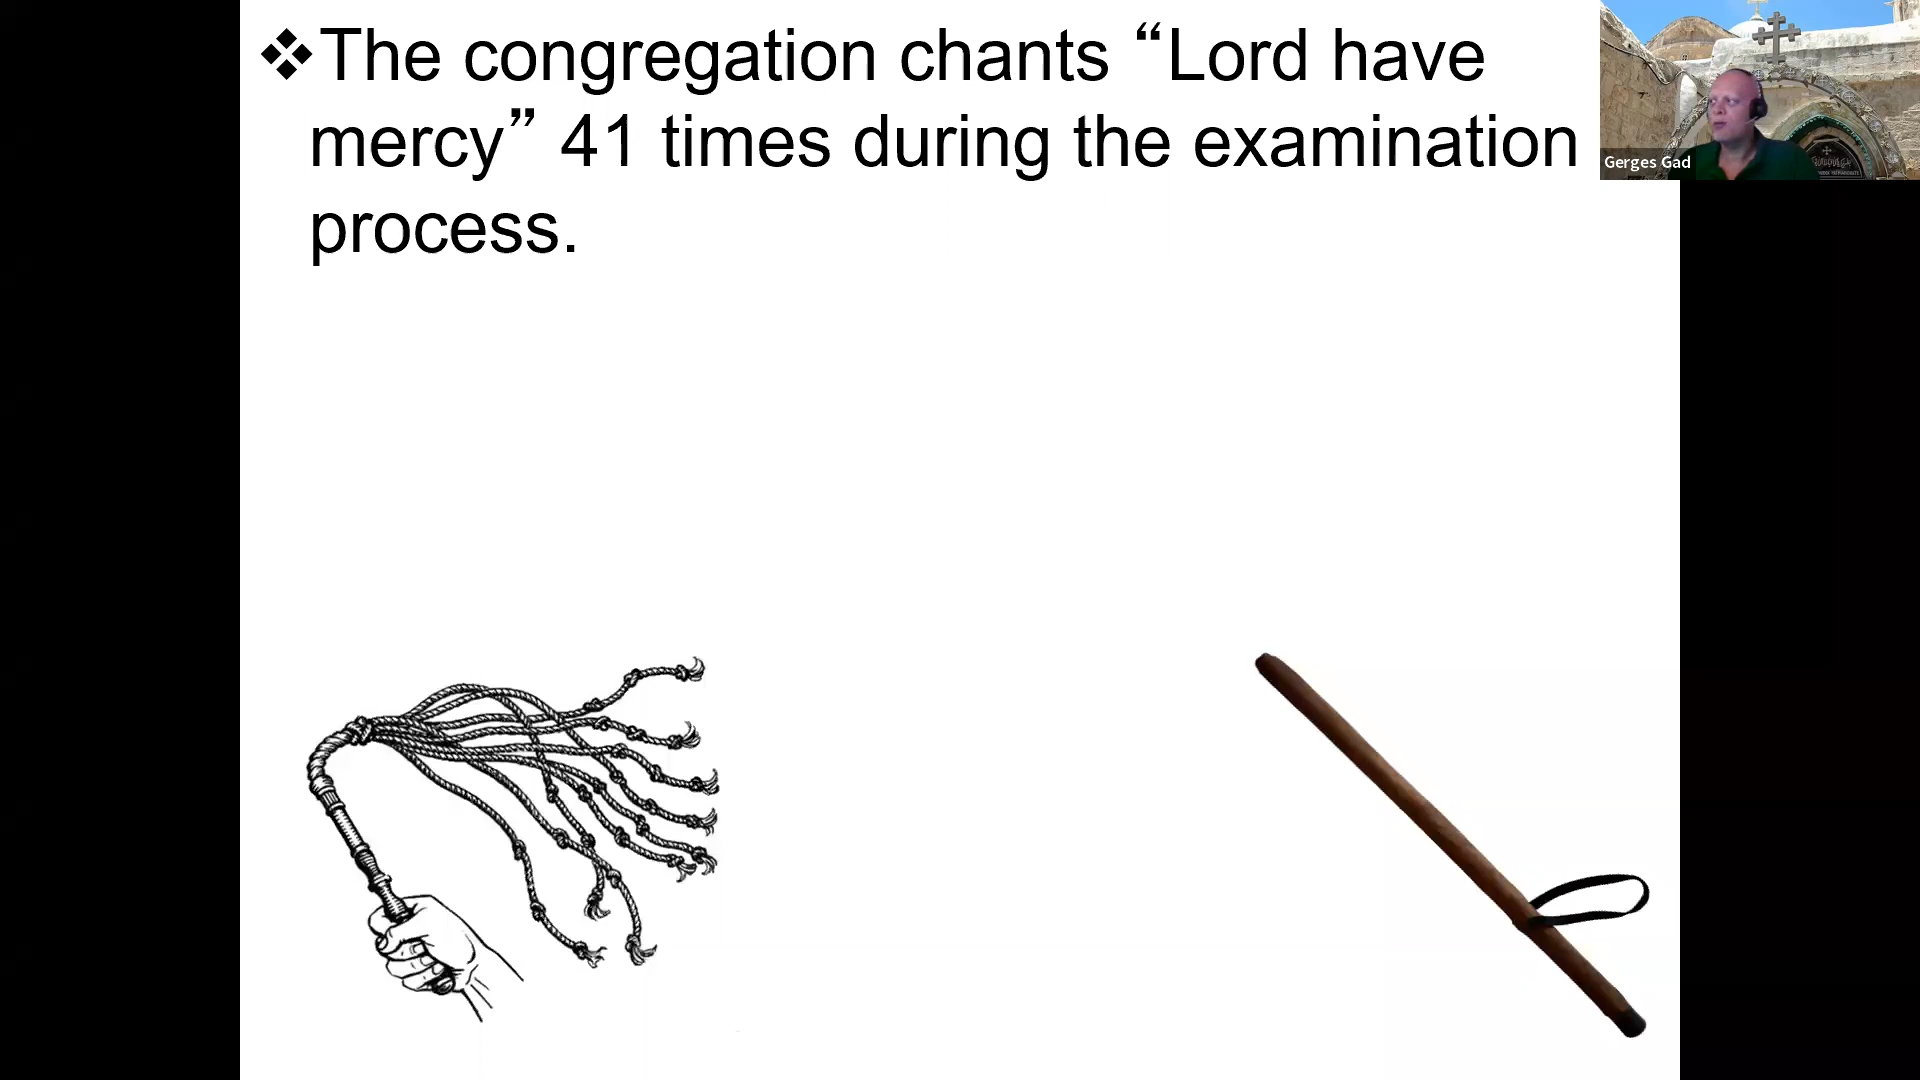 ❖The congregation chants “Lord have
mercy” 41 times during the examination
process.
Gerges Gad